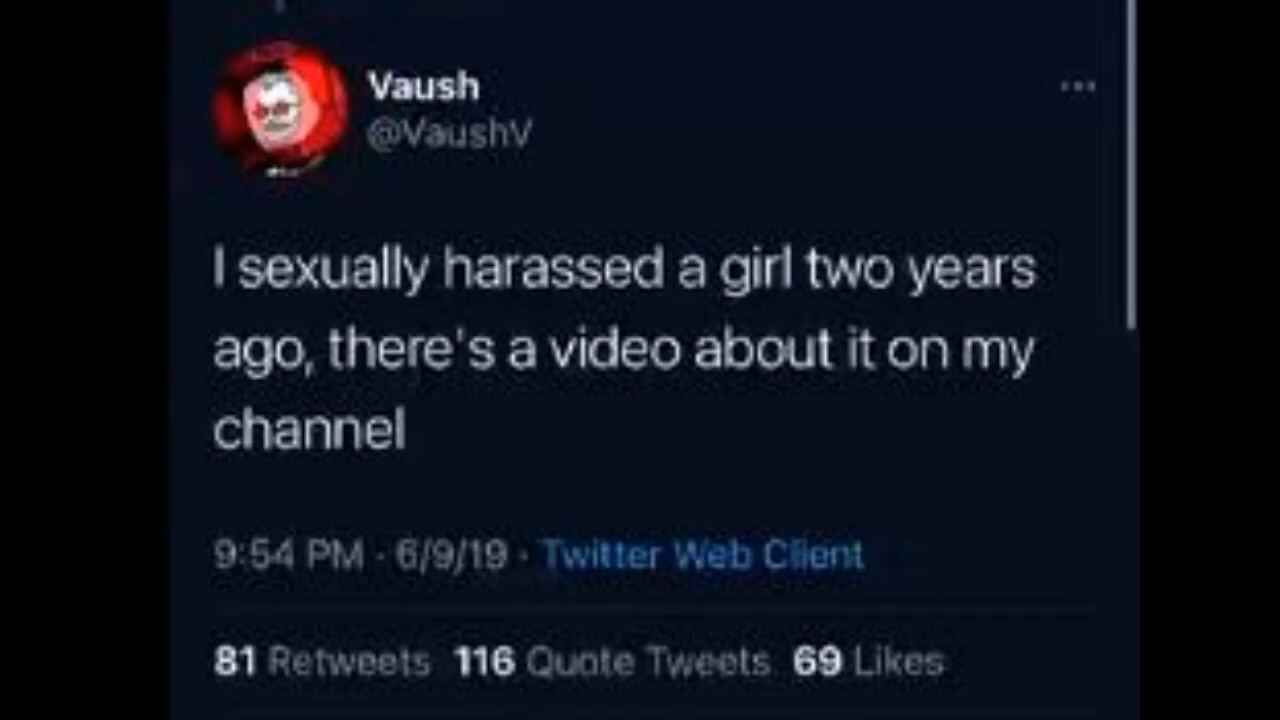 Vaush
@VaushV
I sexually harassed a girl two years
ago, there's a video about it on my
channel
9:54 PM · 6/9/19 · Twitter Web Client
81 Retweets 116 Quote Tweets 69 Likes